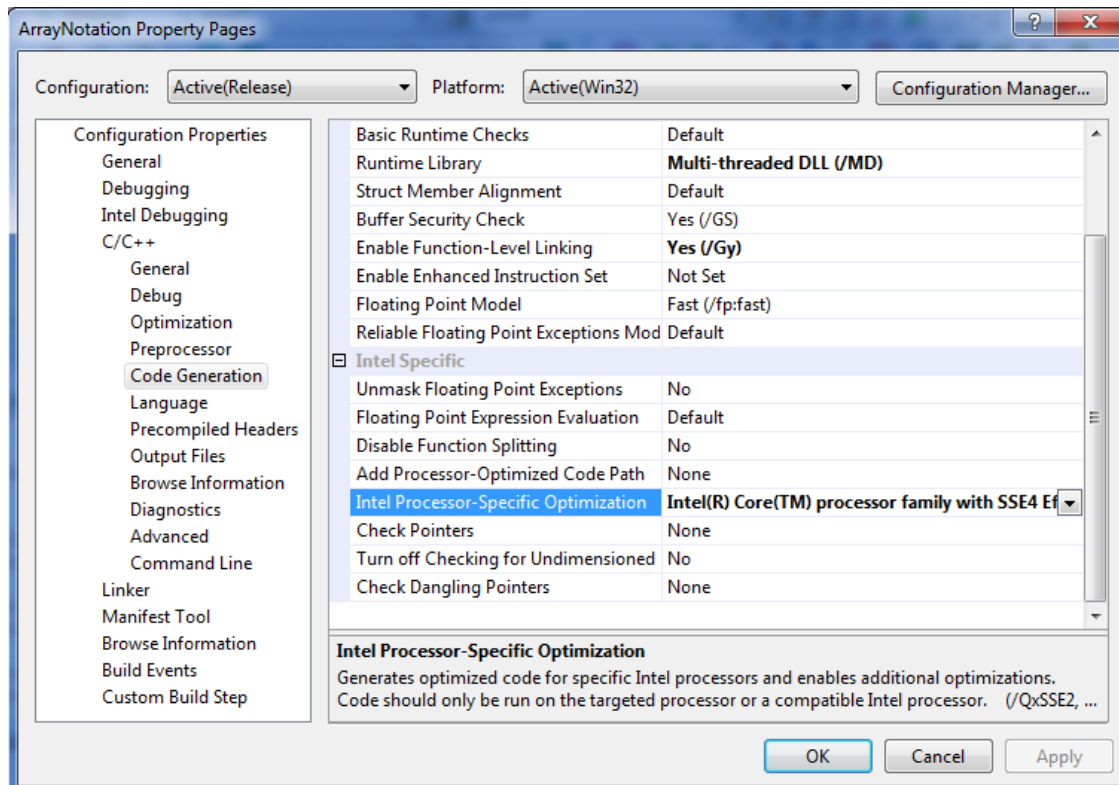 ArrayNotation Property Pages
Configuration: Active(Release) Platform: Active(Win32) Configuration Manager...
Configuration Properties
General
Debugging
Intel Debugging
C/C++
General
Debug
Optimization
Preprocessor
Code Generation
Language
Precompiled Headers
Output Files
Browse Information
Diagnostics
Advanced
Command Line
Linker
Manifest Tool
Browse Information
Build Events
Custom Build Step
Basic Runtime Checks Default
Runtime Library Multi-threaded DLL (/MD)
Struct Member Alignment Default
Buffer Security Check Yes (/GS)
Enable Function-Level Linking Yes (/Gy)
Enable Enhanced Instruction Set Not Set
Floating Point Model Fast (/fp:fast)
Reliable Floating Point Exceptions Mod Default
Intel Specific
Unmask Floating Point Exceptions No
Floating Point Expression Evaluation Default
Disable Function Splitting No
Add Processor-Optimized Code Path None
Intel Processor-Specific Optimization Intel(R) Core(TM) processor family with SSE4 Ef
Check Pointers None
Turn off Checking for Undimensioned No
Check Dangling Pointers None
Intel Processor-Specific Optimization
Generates optimized code for specific Intel processors and enables additional optimizations.
Code should only be run on the targeted processor or a compatible Intel processor. (/QxSSE2, ...
OK Cancel Apply